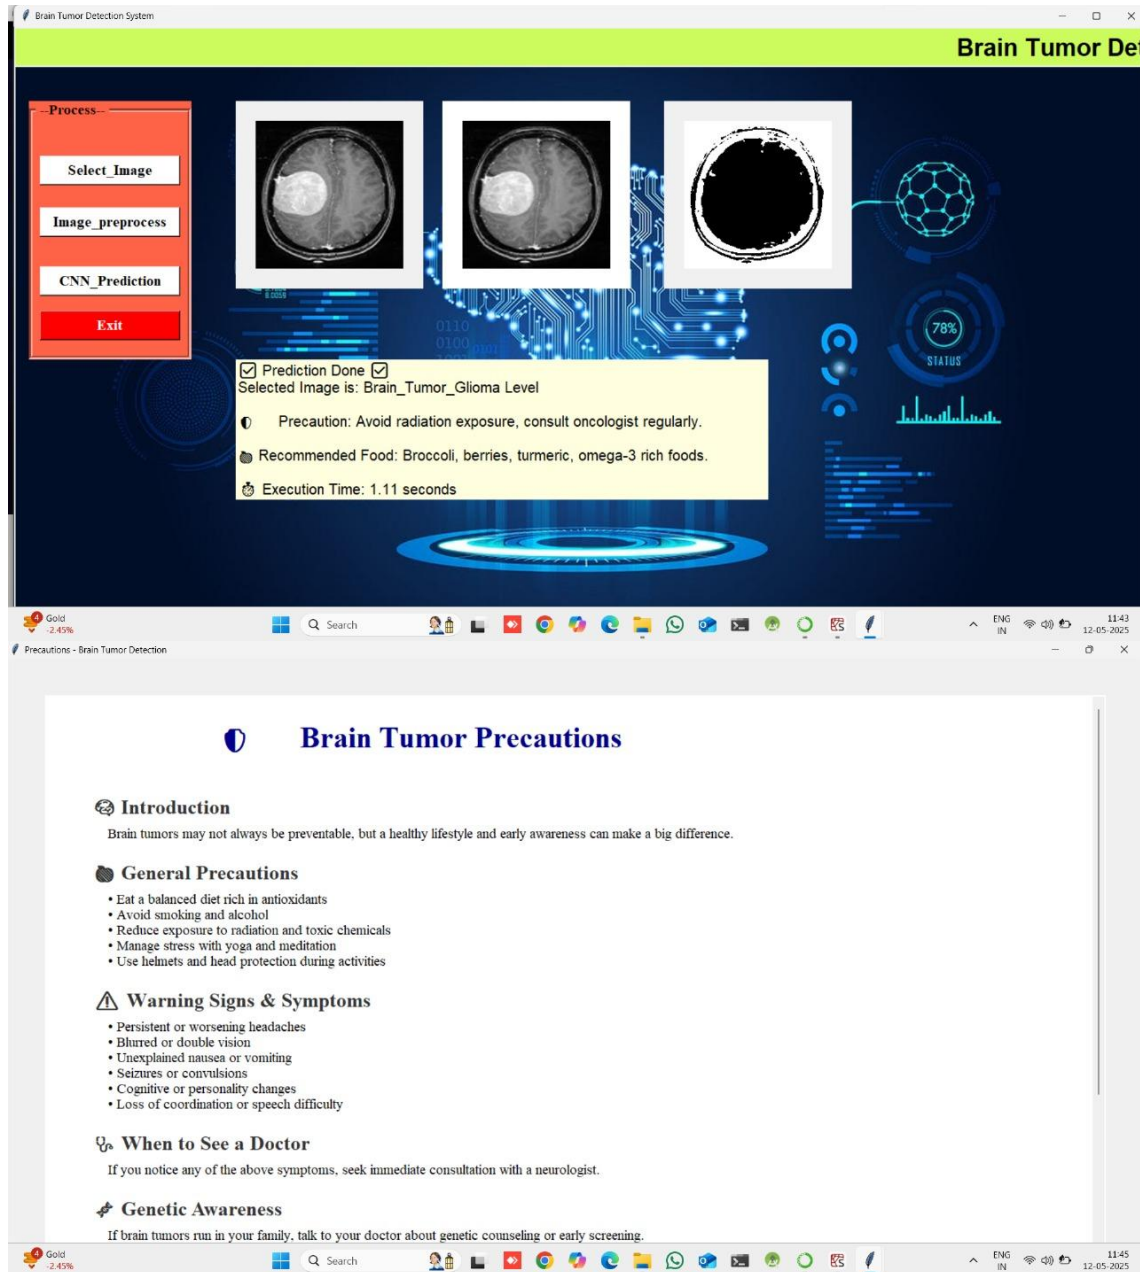 Brain Tumor Detection System
Brain Tumor De
--Process--
Select_Image
Image_preprocess
CNN_Prediction
Exit
0110
0100
78%
STATUS
Prediction Done
Selected Image is: Brain_Tumor_Glioma Level
Precaution: Avoid radiation exposure, consult oncologist regularly.
Recommended Food: Broccoli, berries, turmeric, omega-3 rich foods.
Execution Time: 1.11 seconds
4 Gold
-2.45%
Search
ENG
IN
11:43
12-05-2025
Precautions - Brain Tumor Detection
Brain Tumor Precautions
Introduction
Brain tumors may not always be preventable, but a healthy lifestyle and early awareness can make a big difference.
General Precautions
• Eat a balanced diet rich in antioxidants
• Avoid smoking and alcohol
• Reduce exposure to radiation and toxic chemicals
• Manage stress with yoga and meditation
• Use helmets and head protection during activities
Warning Signs & Symptoms
• Persistent or worsening headaches
• Blurred or double vision
• Unexplained nausea or vomiting
• Seizures or convulsions
• Cognitive or personality changes
• Loss of coordination or speech difficulty
When to See a Doctor
If you notice any of the above symptoms, seek immediate consultation with a neurologist.
Genetic Awareness
If brain tumors run in your family, talk to your doctor about genetic counseling or early screening.
4 Gold
-2.45%
Search
ENG
IN
11:45
12-05-2025